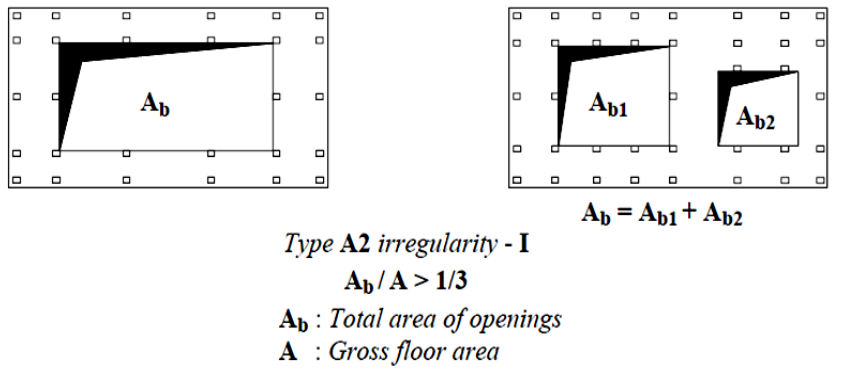 Ab
Ab1
Ab2
Ab = Ab1 + Ab2
Type A2 irregularity - I
Ab / A > 1/3
Ab : Total area of openings
A : Gross floor area